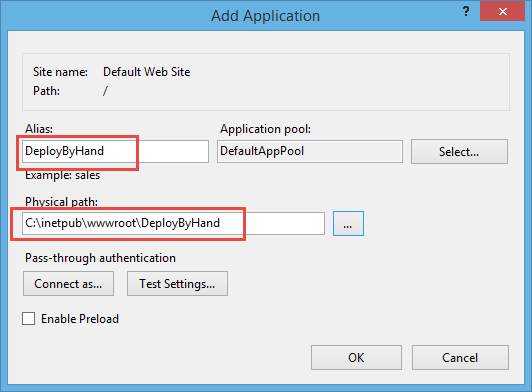 Add Application
? ×
Site name: Default Web Site
Path: /
Alias: Application pool:
DeployByHand DefaultAppPool Select...
Example: sales
Physical path:
C:\inetpub\wwwroot\DeployByHand ...
Pass-through authentication
Connect as... Test Settings...
Enable Preload
OK Cancel